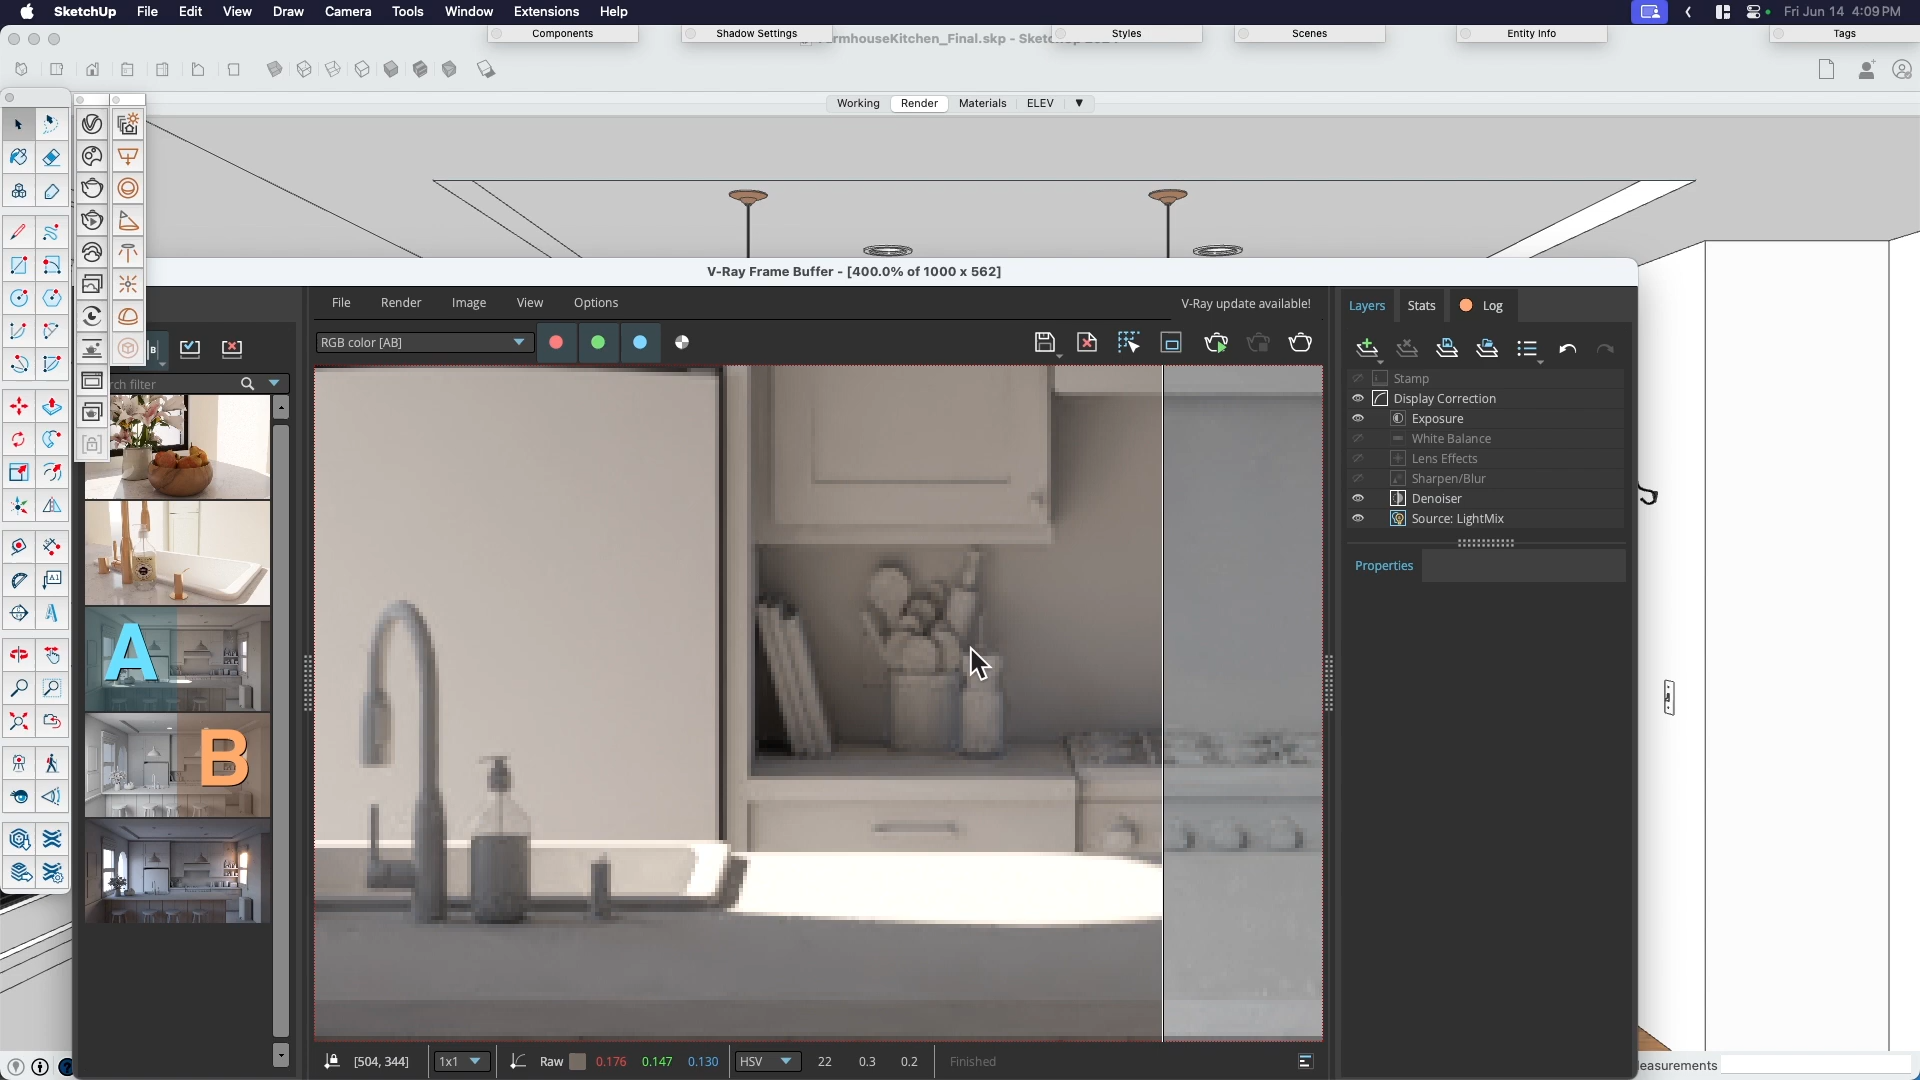 SketchUp File Edit View Draw Camera Tools Window Extensions Help Fri Jun 14 4:09PM
Components Shadow Settings Styles Scenes Entity Info Tags
rmhouseKitchen_Final.skp - Sketc
Working Render Materials ELEV
V-Ray Frame Buffer - [400.0% of 1000 x 562]
File Render Image View Options V-Ray update available! Layers Stats Log
RGB color [AB]
B
rch filter
Stamp
Display Correction
Exposure
White Balance
Lens Effects
Sharpen/Blur
Denoiser
Source: LightMix
Properties
A
B
[504, 344] 1x1 Raw 0.176 0.147 0.130 HSV 22 0.3 0.2 Finished
easurements